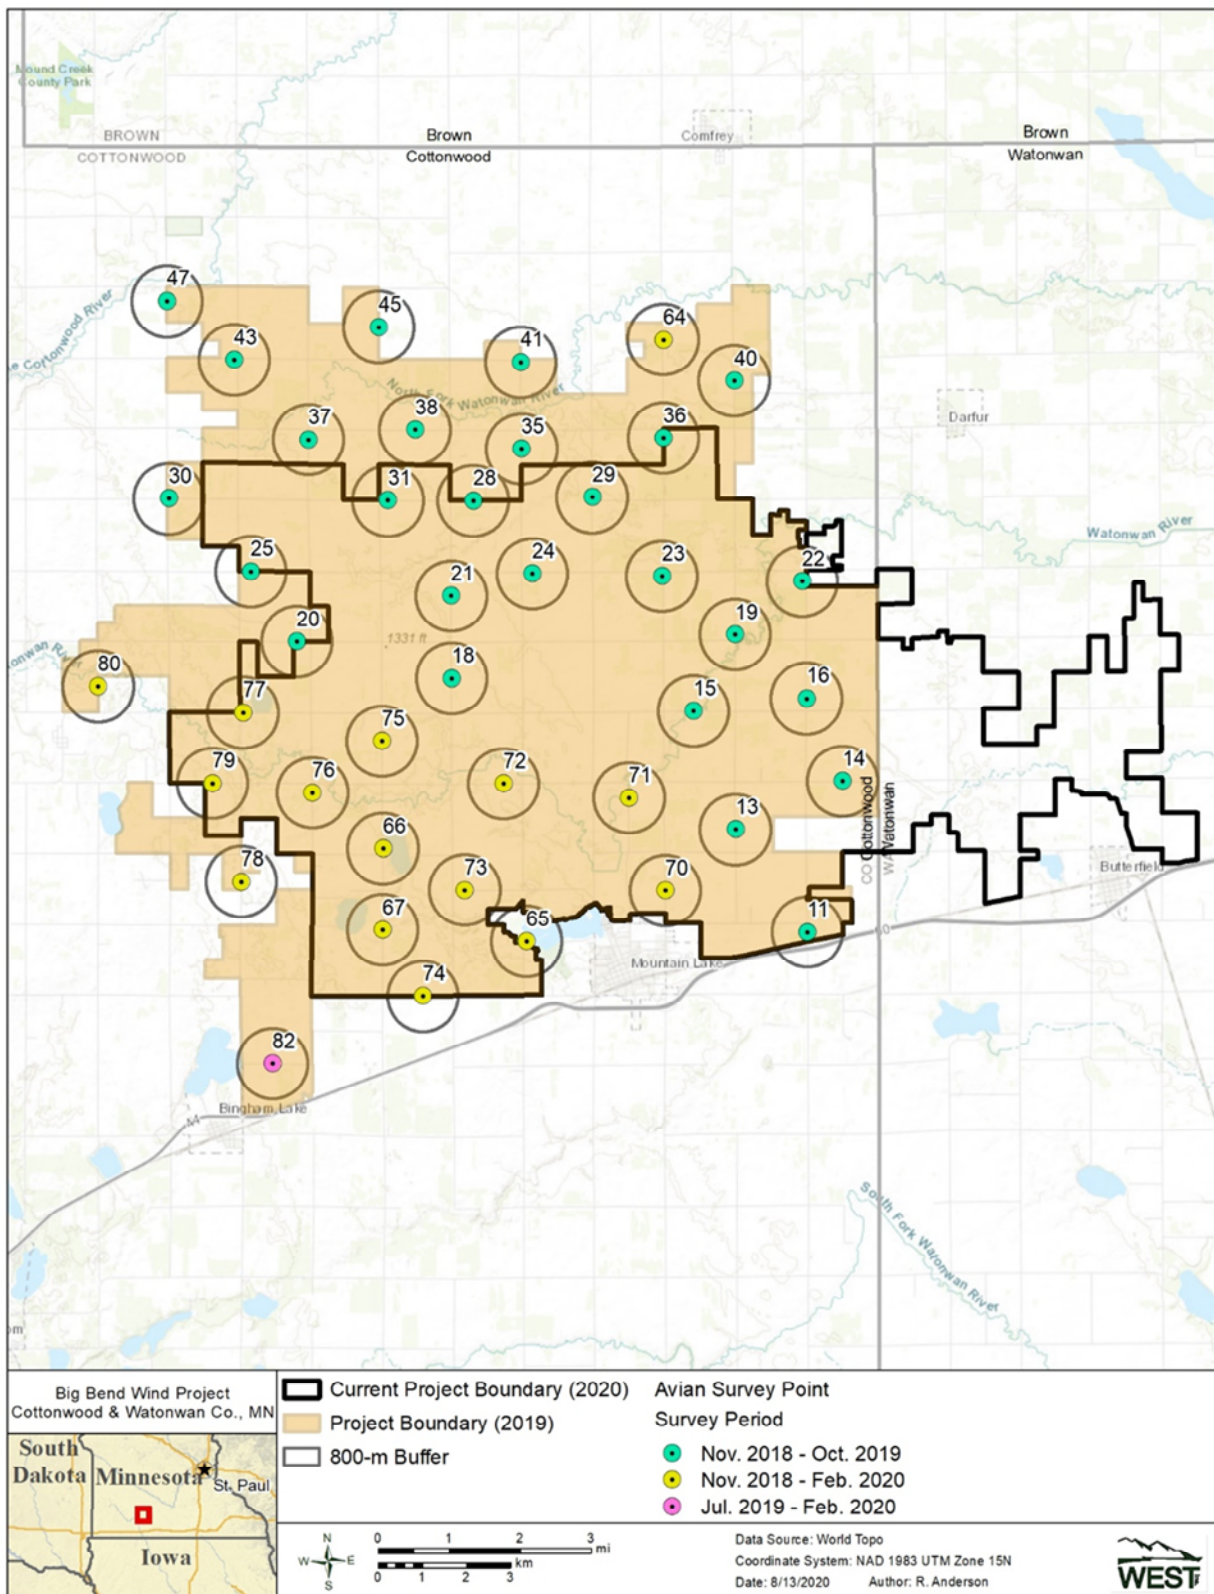 Mound Creek
County Park
BROWN
COTTONWOOD
Brown
Cottonwood
Comfrey
Brown
Watonwan
47
45
64
43
41
40
Cottonwood River
North Fork Watonwan River
37
38
35
36
Darfur
30
31
28
29
Watonwan River
25
24
23
22
21
20
19
1331 ft
80
18
16
77
15
75
79
76
72
71
14
13
Cottonwood
Watonwan
66
78
73
70
Butterfield
67
65
11
Mountain Lake
74
82
Bingham Lake
South Fork Watonwan River
Big Bend Wind Project
Cottonwood & Watonwan Co., MN
South
Dakota
Minnesota
St. Paul
Iowa
Current Project Boundary (2020)
Project Boundary (2019)
800-m Buffer
Avian Survey Point
Survey Period
Nov. 2018 - Oct. 2019
Nov. 2018 - Feb. 2020
Jul. 2019 - Feb. 2020
N
W E
S
0 1 2 3 mi
km
0 1 2 3
Data Source: World Topo
Coordinate System: NAD 1983 UTM Zone 15N
Date: 8/13/2020 Author: R. Anderson
WEST